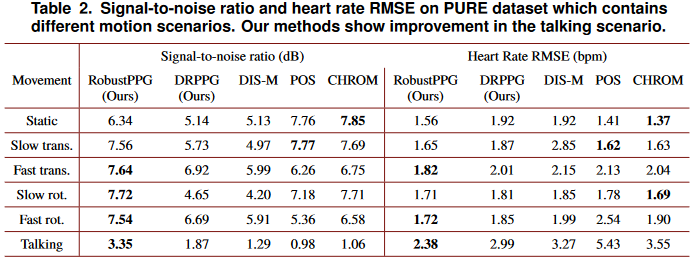 Table 2. Signal-to-noise ratio and heart rate RMSE on PURE dataset which contains
different motion scenarios. Our methods show improvement in the talking scenario.
Signal-to-noise ratio (dB) Heart Rate RMSE (bpm)
Movement RobustPPG (Ours) DRPPG (Ours) DIS-M POS CHROM RobustPPG (Ours) DRPPG (Ours) DIS-M POS CHROM
Static 6.34 5.14 5.13 7.76 7.85 1.56 1.92 1.92 1.41 1.37
Slow trans. 7.56 5.73 4.97 7.77 7.69 1.65 1.87 2.85 1.62 1.63
Fast trans. 7.64 6.92 5.99 6.26 6.75 1.82 2.01 2.15 2.13 2.04
Slow rot. 7.72 4.65 4.20 7.18 7.71 1.71 1.81 1.85 1.78 1.69
Fast rot. 7.54 6.69 5.91 5.36 6.58 1.72 1.85 1.99 2.54 1.90
Talking 3.35 1.87 1.29 0.98 1.06 2.38 2.99 3.27 5.43 3.55